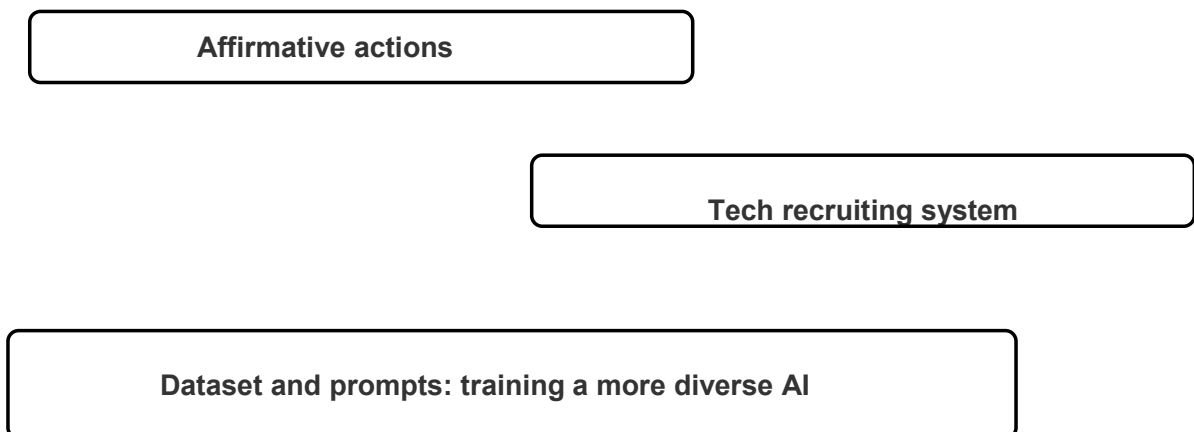 Affirmative actions
Tech recruiting system
Dataset and prompts: training a more diverse AI